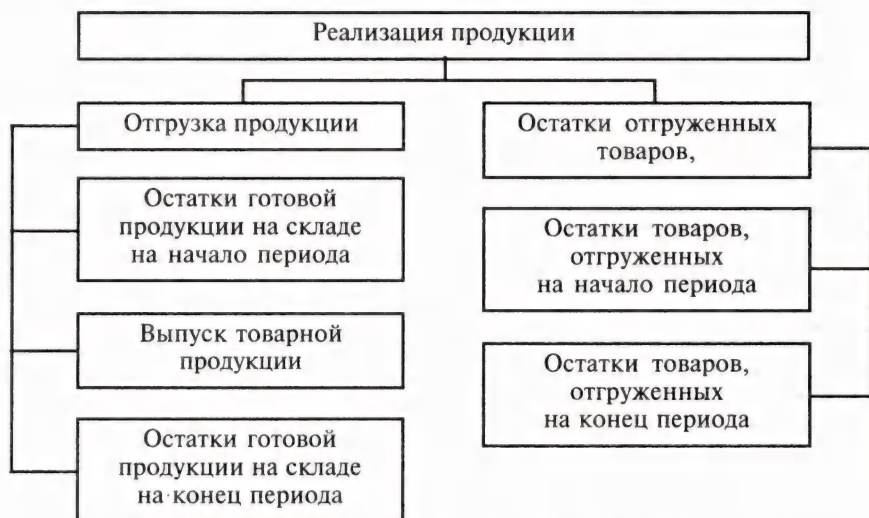 Реализация продукции
Отгрузка продукции
Остатки готовой
продукции на складе
на начало периода
Выпуск товарной
продукции
Остатки готовой
продукции на складе
на конец периода
Остатки отгруженных
товаров,
Остатки товаров,
отгруженных
на начало периода
Остатки товаров,
отгруженных
на конец периода